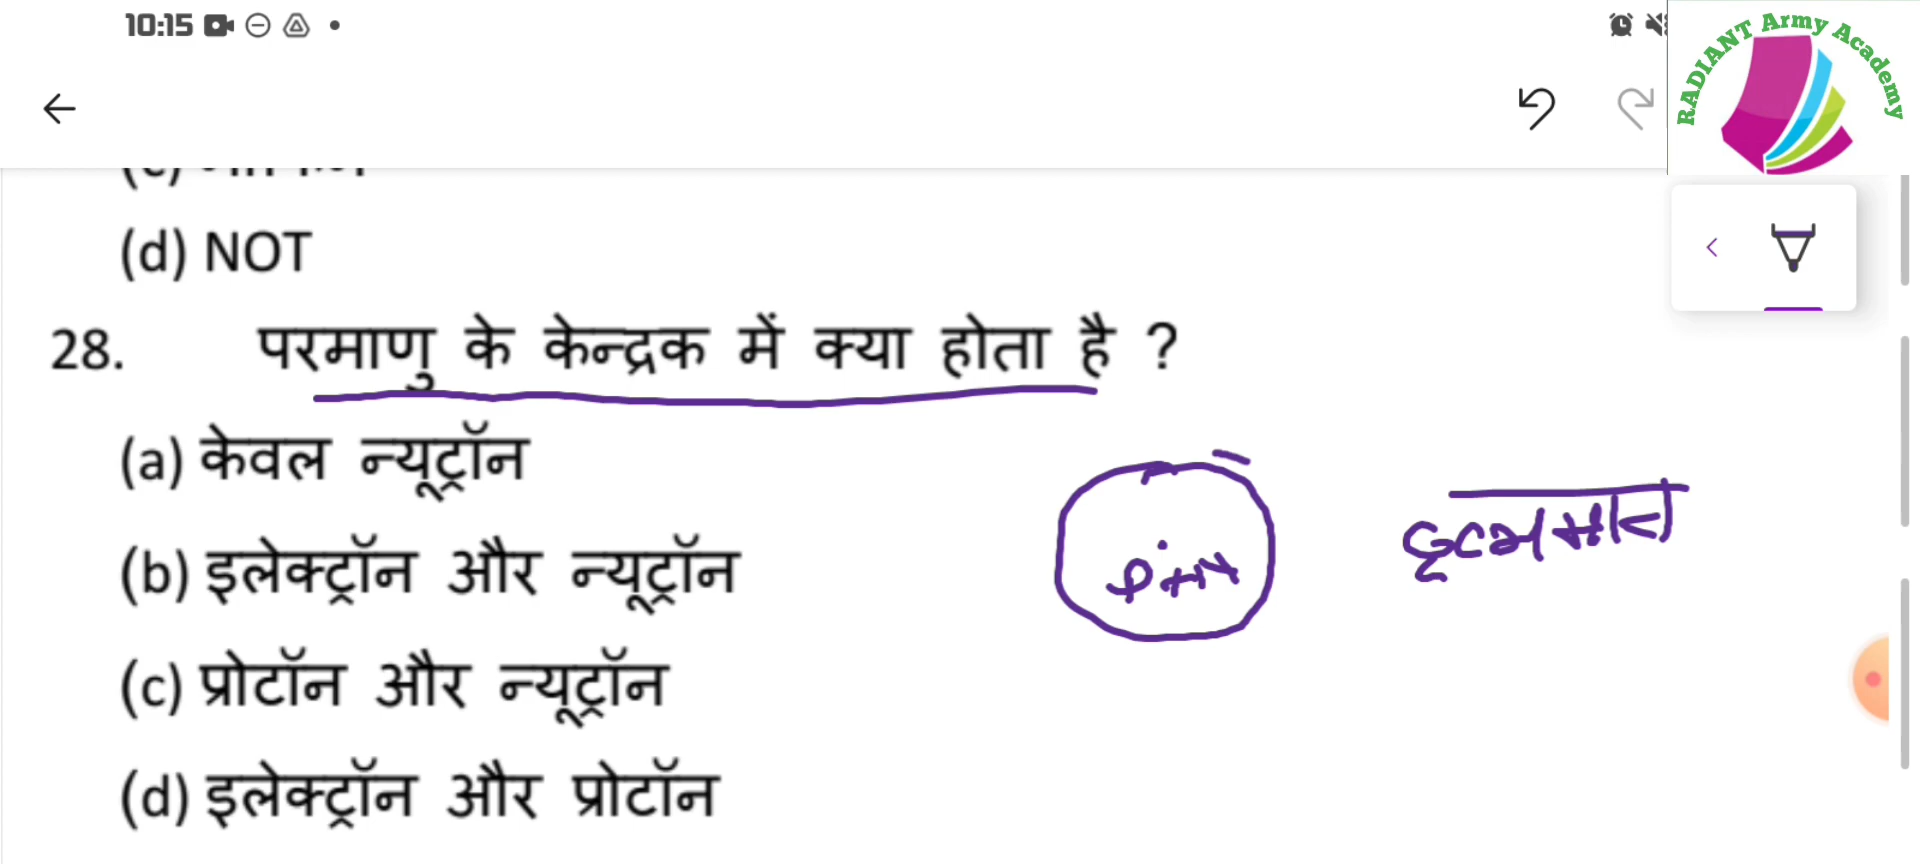 10:15
RADIANT Army Academy
(d) NOT
28. परमाणु के केन्द्रक में क्या होता है ?
(a) केवल न्यूट्रॉन
(b) इलेक्ट्रॉन और न्यूट्रॉन
(c) प्रोटॉन और न्यूट्रॉन
(d) इलेक्ट्रॉन और प्रोटॉन